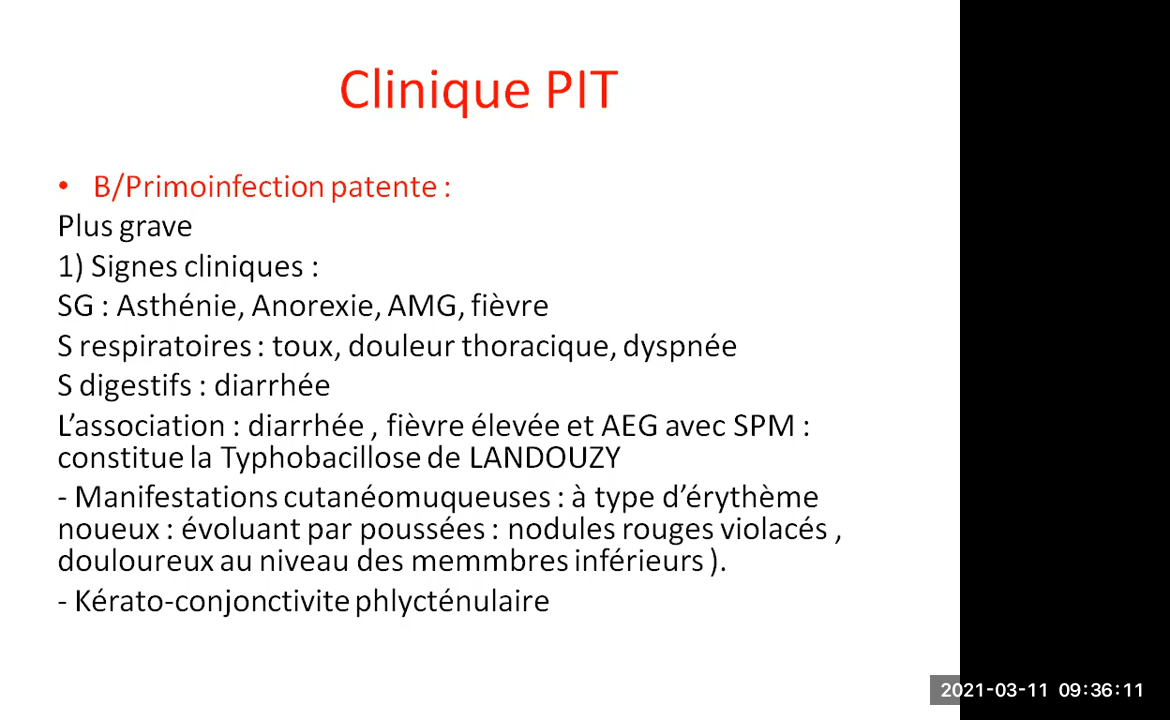 Clinique PIT
• B/Primoinfection patente :
Plus grave
1) Signes cliniques :
SG : Asthénie, Anorexie, AMG, fièvre
S respiratoires : toux, douleur thoracique, dyspnée
S digestifs : diarrhée
L’association : diarrhée , fièvre élevée et AEG avec SPM :
constitue la Typhobacillose de LANDOUZY
- Manifestations cutanéomuqueuses : à type d’érythème
noueux : évoluant par poussées : nodules rouges violacés ,
douloureux au niveau des memmbres inférieurs ).
- Kérato-conjonctivite phlycténulaire
2021-03-11 09:36:11